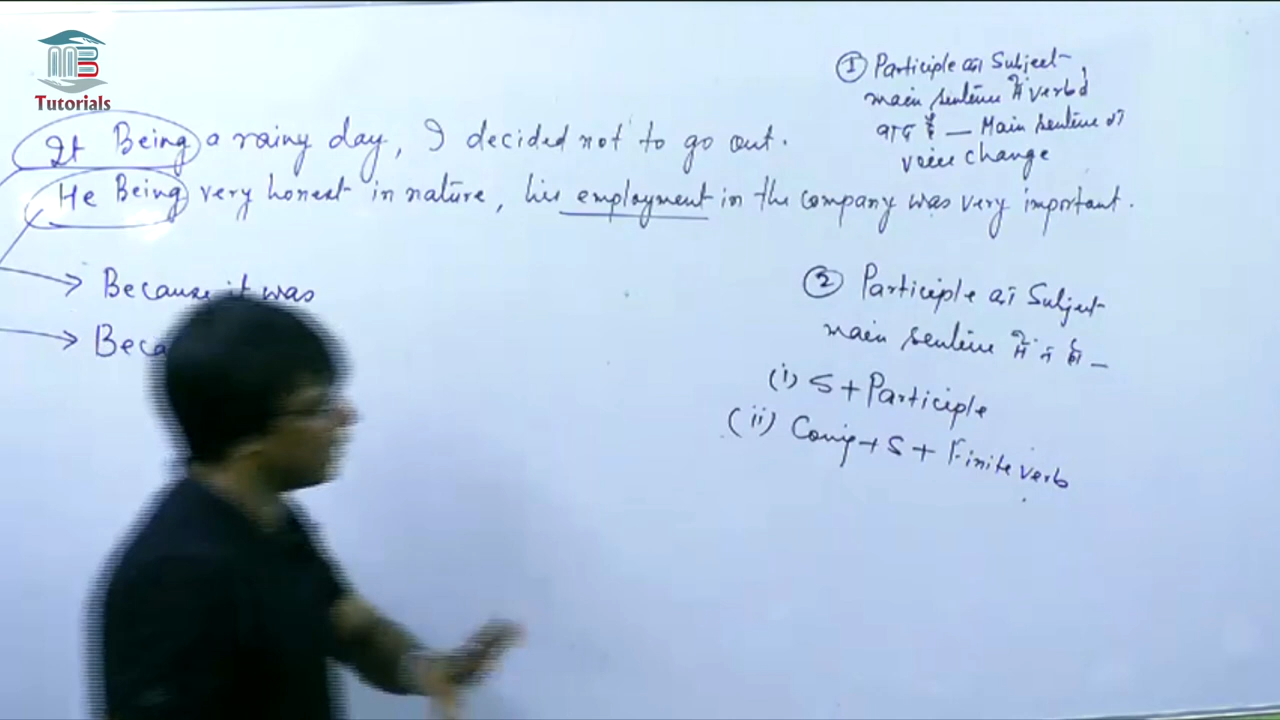 MB
Tutorials
It Being a rainy day, I decided not to go out.
He Being very honest in nature, his employment in the company was very important.
Because it was
Beca
① Participle का Subject
main sentence में verb के
बाद है — Main sentence का
voice change
② Participle का Subject
main sentence में न हो —
(i) S + Participle
(ii) Conj + S + Finite verb